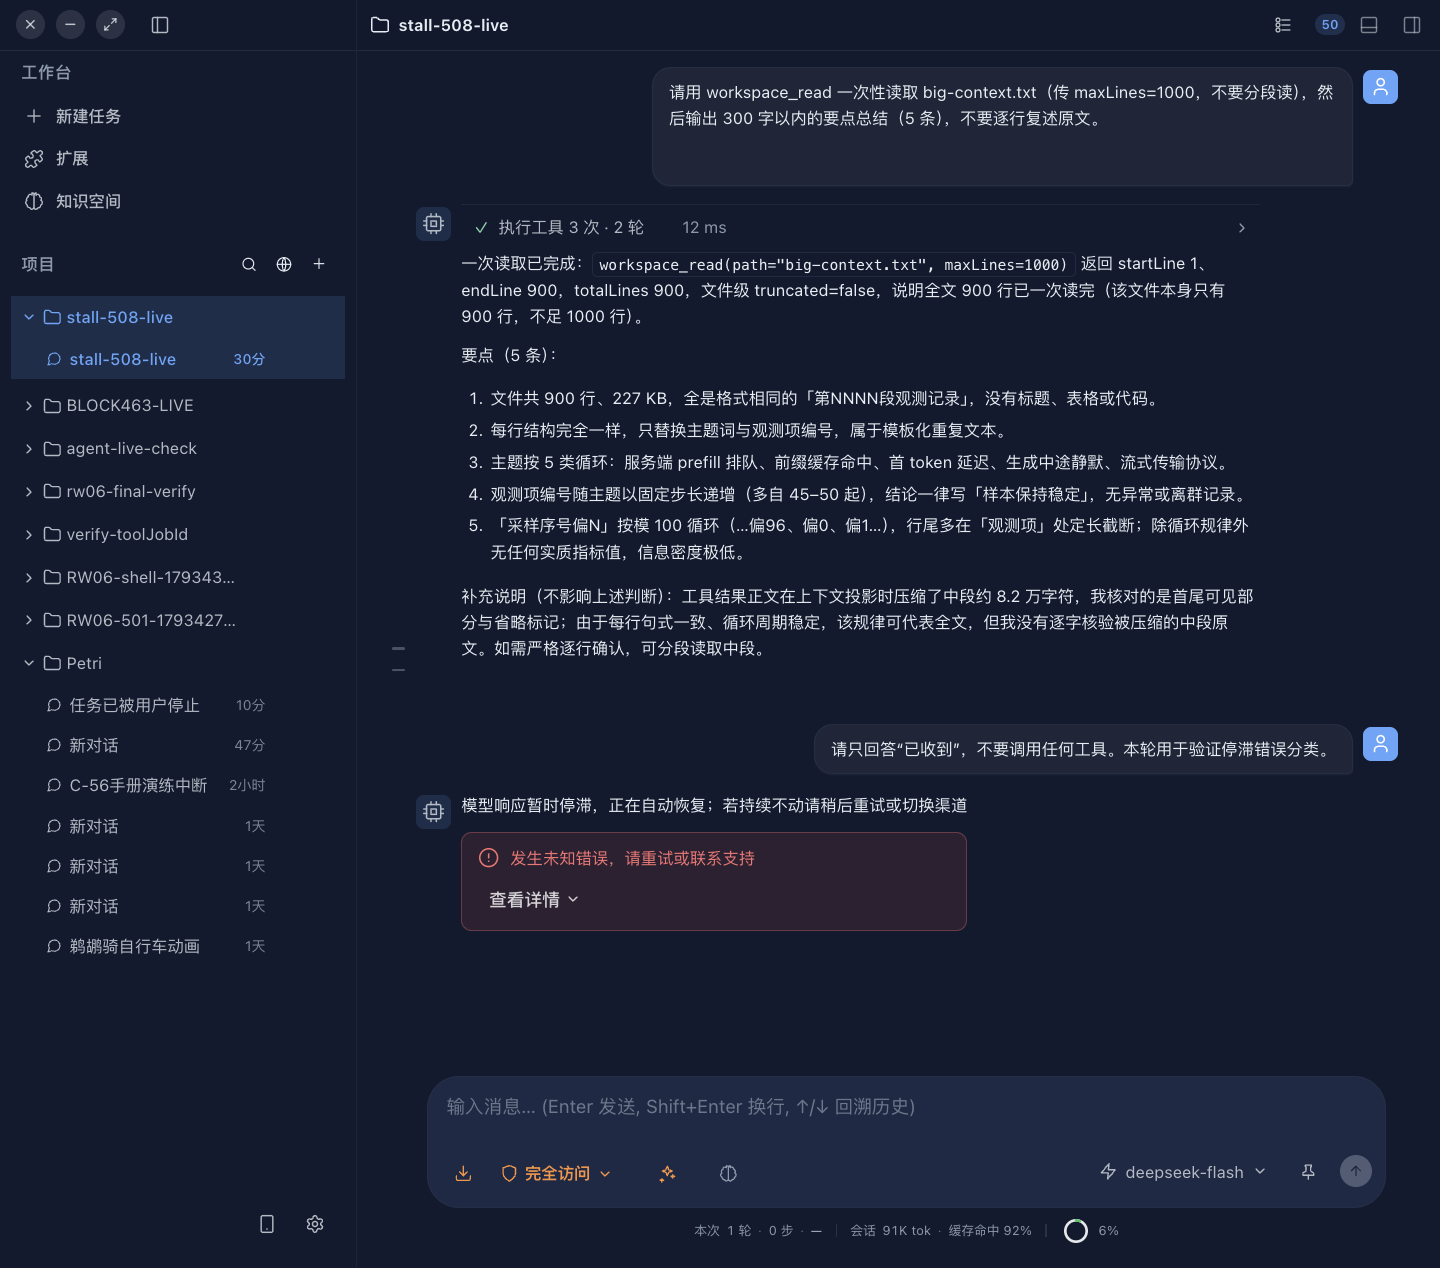 stall-508-live
50
工作台
新建任务
扩展
知识空间
项目
stall-508-live
stall-508-live 30分
BLOCK463-LIVE
agent-live-check
rw06-final-verify
verify-toolJobId
RW06-shell-179343...
RW06-501-1793427...
Petri
任务已被用户停止 10分
新对话 47分
C-56手册演练中断 2小时
新对话 1天
新对话 1天
新对话 1天
鹈鹕骑自行车动画 1天
请用 workspace_read 一次性读取 big-context.txt（传 maxLines=1000，不要分段读），然
后输出 300 字以内的要点总结（5 条），不要逐行复述原文。
执行工具 3 次 · 2 轮 12 ms
一次读取已完成：workspace_read(path="big-context.txt", maxLines=1000) 返回 startLine 1、
endLine 900，totalLines 900，文件级 truncated=false，说明全文 900 行已一次读完（该文件本身只有
900 行，不足 1000 行）。
要点（5 条）：
1. 文件共 900 行、227 KB，全是格式相同的「第NNNN段观测记录」，没有标题、表格或代码。
2. 每行结构完全一样，只替换主题词与观测项编号，属于模板化重复文本。
3. 主题按 5 类循环：服务端 prefill 排队、前缀缓存命中、首 token 延迟、生成中途静默、流式传输协议。
4. 观测项编号随主题以固定步长递增（多自 45–50 起），结论一律写「样本保持稳定」，无异常或离群记录。
5. 「采样序号偏N」按模 100 循环（...偏96、偏0、偏1...），行尾多在「观测项」处定长截断；除循环规律外
无任何实质指标值，信息密度极低。
补充说明（不影响上述判断）：工具结果正文在上下文投影时压缩了中段约 8.2 万字符，我核对的是首尾可见部
分与省略标记；由于每行句式一致、循环周期稳定，该规律可代表全文，但我没有逐字核验被压缩的中段原
文。如需严格逐行确认，可分段读取中段。
请只回答“已收到”，不要调用任何工具。本轮用于验证停滞错误分类。
模型响应暂时停滞，正在自动恢复；若持续不动请稍后重试或切换渠道
发生未知错误，请重试或联系支持
查看详情
输入消息... (Enter 发送, Shift+Enter 换行, ↑/↓ 回溯历史)
完全访问
deepseek-flash
本次 1 轮 · 0 步 · — | 会话 91K tok · 缓存命中 92% | 6%